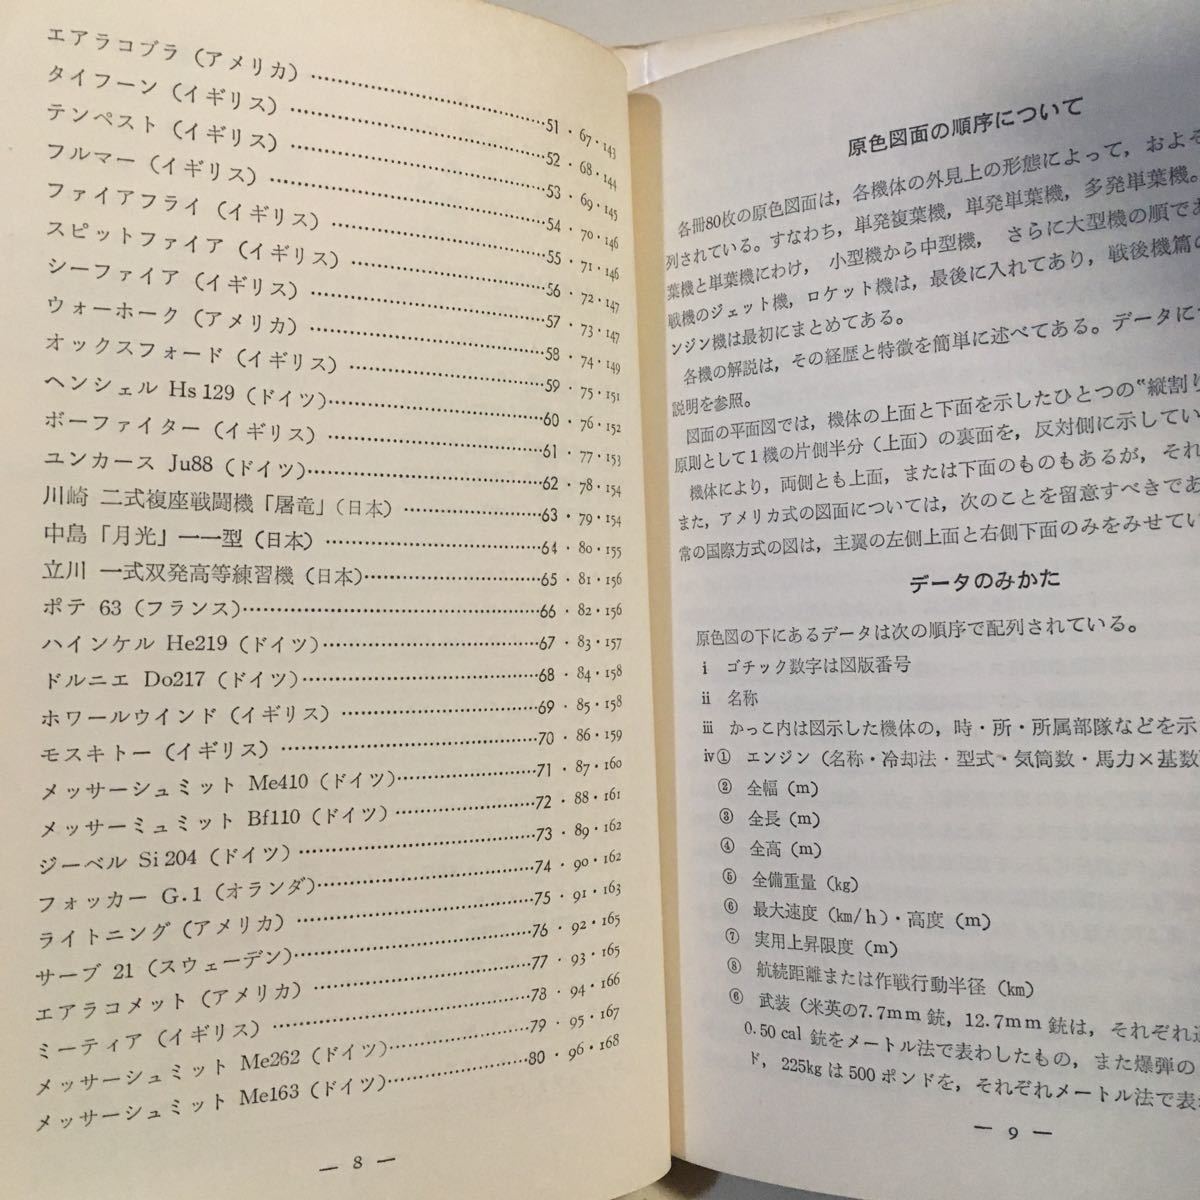 エアラコブラ（アメリカ）……51・67・143
タイフーン（イギリス）……52・68・144
テンペスト（イギリス）……53・69・145
フルマー（イギリス）……54・70・146
ファイアフライ（イギリス）……55・71・146
スピットファイア（イギリス）……56・72・147
シーファイア（イギリス）……57・73・147
ウォーホーク（アメリカ）……58・74・149
オックスフォード（イギリス）……59・75・151
ヘンシェル Hs129（ドイツ）……60・76・152
ボーファイター（イギリス）……61・77・153
ユンカース Ju88（ドイツ）……62・78・154
川崎 二式複座戦闘機「屠竜」（日本）……63・79・154
中島「月光」一一型（日本）……64・80・155
立川 一式双発高等練習機（日本）……65・81・156
ポテ 63（フランス）……66・82・156
ハインケル He219（ドイツ）……67・83・157
ドルニエ Do217（ドイツ）……68・84・158
ホワールウインド（イギリス）……69・85・158
モスキトー（イギリス）……70・86・159
メッサーシュミット Me410（ドイツ）……71・87・160
メッサーミュミット Bf110（ドイツ）……72・88・161
ジーベル Si204（ドイツ）……73・89・162
フォッカー G.1（オランダ）……74・90・162
ライトニング（アメリカ）……75・91・163
サーブ 21（スウェーデン）……76・92・165
エアラコメット（アメリカ）……77・93・165
ミーティア（イギリス）……78・94・166
メッサーシュミット Me262（ドイツ）……79・95・167
メッサーシュミット Me163（ドイツ）……80・96・168
— 8 —
原色図面の順序について
各冊80枚の原色図面は，各機体の外見上の形態によって，およそ
列されている。すなわち，単発複葉機，単発単葉機，多発単葉機。
葉機と単葉機にわけ，小型機から中型機，さらに大型機の順であ
戦機のジェット機，ロケット機は，最後に入れてあり，戦後機篇の
ンジン機は最初にまとめてある。
各機の解説は，その経歴と特徴を簡単に述べてある。データに
説明を参照。
図面の平面図では，機体の上面と下面を示したひとつの〝縦割り
原則として1機の片側半分（上面）の裏面を，反対側に示してい
機体により，両側とも上面，または下面のものもあるが，それ
また，アメリカ式の図面については，次のことを留意すべきであ
常の国際方式の図は，主翼の左側上面と右側下面のみをみせてい
データのみかた
原色図の下にあるデータは次の順序で配列されている。
i ゴチック数字は図版番号
ii 名称
iii かっこ内は図示した機体の，時・所・所属部隊などを示
iv① エンジン（名称・冷却法・型式・気筒数・馬力×基数）
② 全幅（m）
③ 全長（m）
④ 全高（m）
⑤ 全備重量（kg）
⑥ 最大速度（km/h）・高度（m）
⑦ 実用上昇限度（m）
⑧ 航続距離または作戦行動半径（km）
⑥ 武装（米英の7.7mm銃，12.7mm銃は，それぞれ
0.50 cal 銃をメートル法で表わしたもの，また爆弾の
ド，225kgは500ポンドを，それぞれメートル法で表
— 9 —